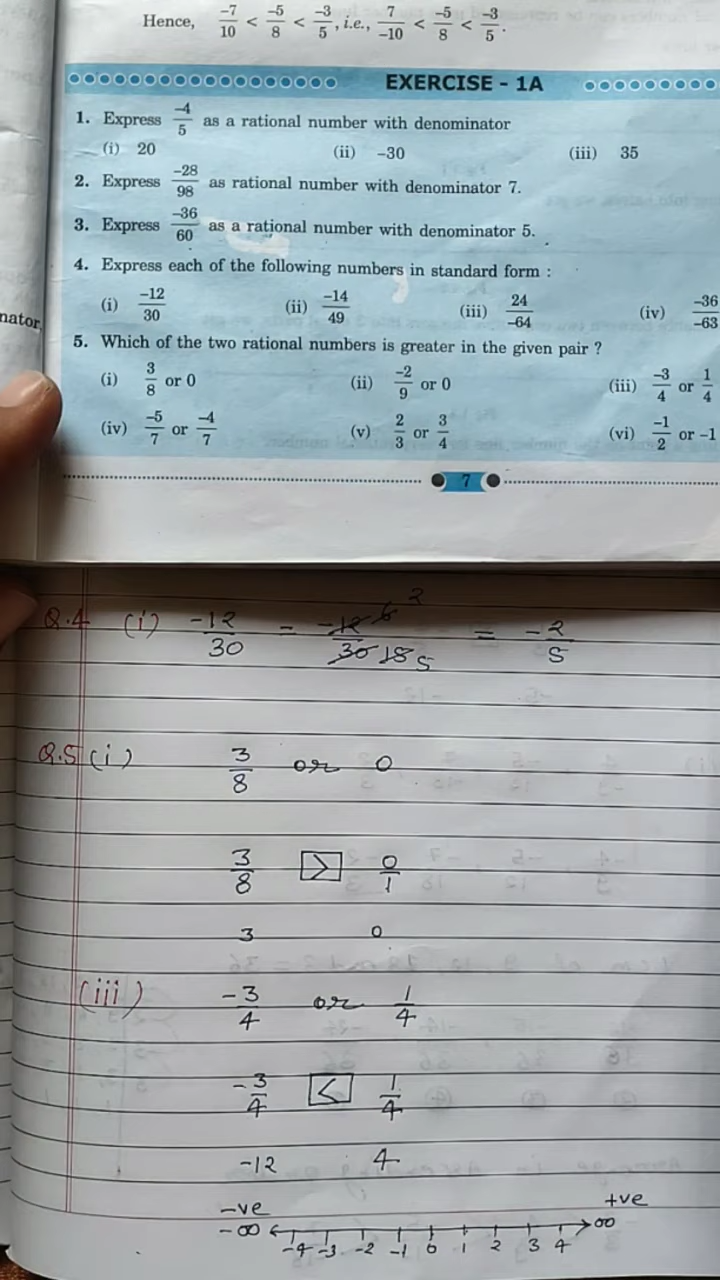 Hence, -7/10 < -5/8 < -3/5, i.e., 7/-10 < -5/8 < -3/5.
EXERCISE - 1A
1. Express -4/5 as a rational number with denominator
(i) 20 (ii) -30 (iii) 35
2. Express -28/98 as rational number with denominator 7.
3. Express -36/60 as a rational number with denominator 5.
4. Express each of the following numbers in standard form :
(i) -12/30 (ii) -14/49 (iii) 24/-64 (iv) -36/-63
nator,
5. Which of the two rational numbers is greater in the given pair ?
(i) 3/8 or 0 (ii) -2/9 or 0 (iii) -3/4 or 1/4
(iv) -5/7 or -4/7 (v) 2/3 or 3/4 (vi) -1/2 or -1
7
Q.4 (i) -12/30 = -12 6 2/30 15 5 = -2/5
Q.5 (i) 3/8 or 0
3/8 > 0/1
3 0
(iii) -3/4 or 1/4
-3/4 < 1/4
-12 4
-ve +ve
-∞ ∞
-4 -3 -2 -1 0 1 2 3 4